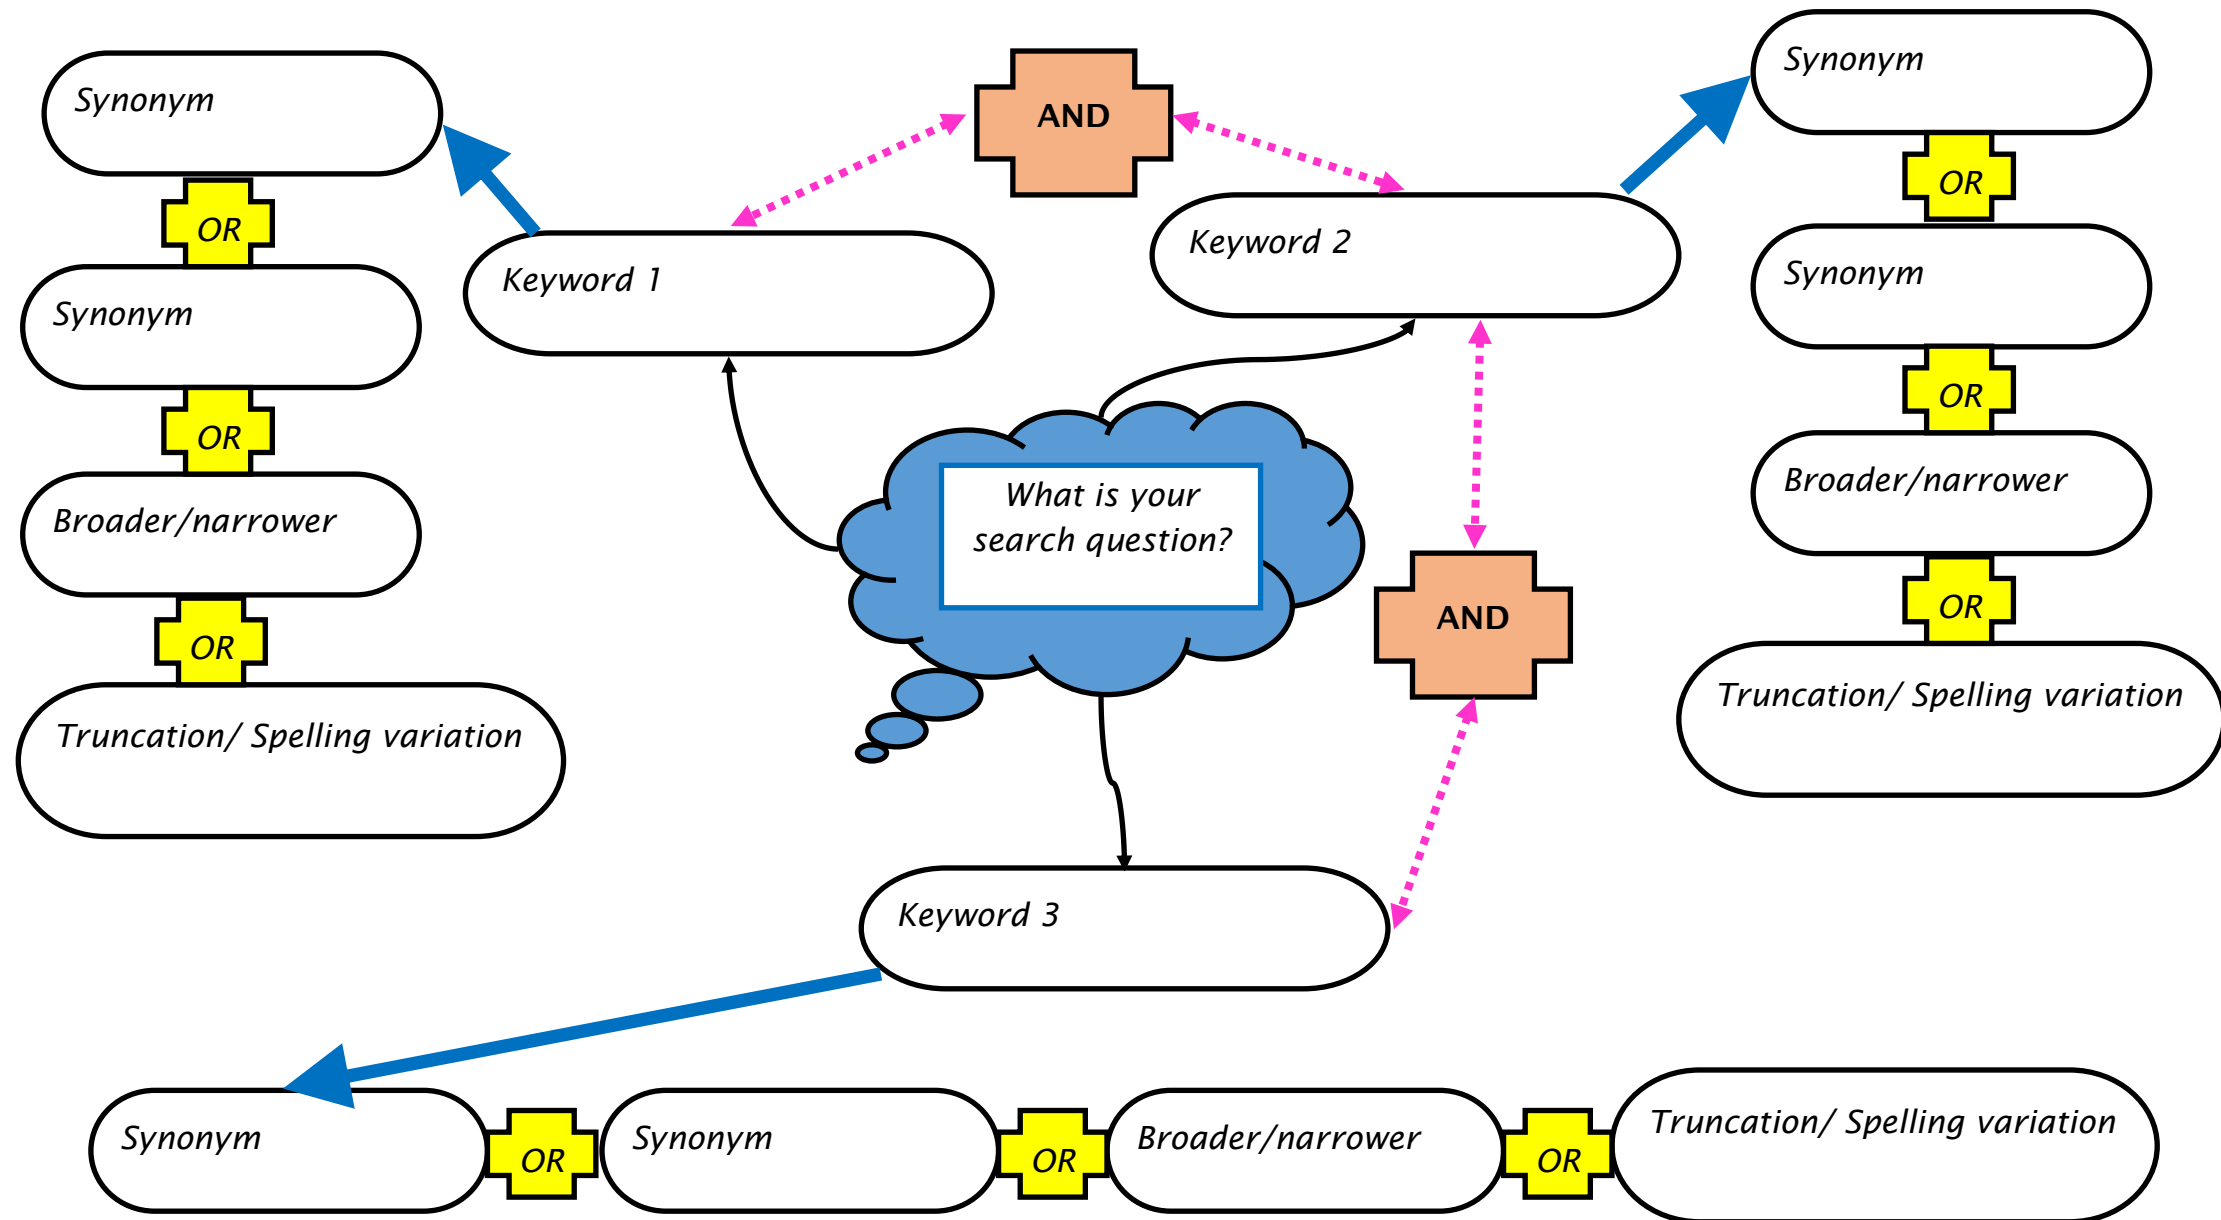 Synonym
OR
Synonym
OR
Broader/narrower
OR
Truncation/ Spelling variation
Keyword 1
AND
Keyword 2
Synonym
OR
Synonym
OR
Broader/narrower
OR
Truncation/ Spelling variation
What is your
search question?
AND
Keyword 3
Synonym
OR
Synonym
OR
Broader/narrower
OR
Truncation/ Spelling variation